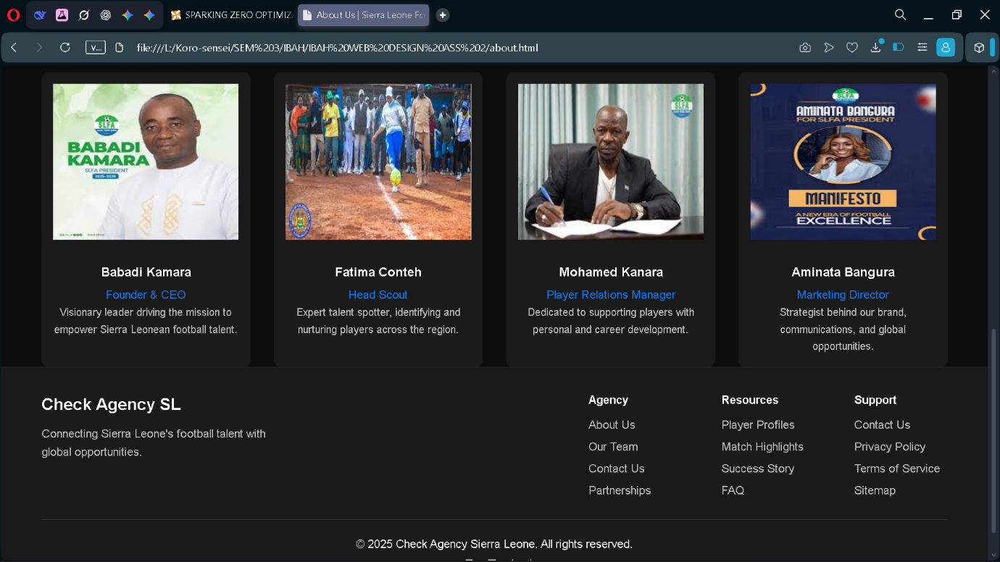 SPARKING ZERO OPTIMIZA
About Us | Sierra Leone Fo
v...
file:///L:/Koro-sensei/SEM%203/IBAH/IBAH%20WEB%20DESIGN%20ASS%202/about.html
SLFA
BABADI
KAMARA
SLFA PRESIDENT
SLFA
SLFA
AMINATA BANGURA
FOR SLFA PRESIDENT
MANIFESTO
A NEW ERA OF FOOTBALL
EXCELLENCE
Babadi Kamara
Founder & CEO
Visionary leader driving the mission to
empower Sierra Leonean football talent.
Fatima Conteh
Head Scout
Expert talent spotter, identifying and
nurturing players across the region.
Mohamed Kanara
Player Relations Manager
Dedicated to supporting players with
personal and career development.
Aminata Bangura
Marketing Director
Strategist behind our brand,
communications, and global
opportunities.
Check Agency SL
Connecting Sierra Leone's football talent with
global opportunities.
Agency
About Us
Our Team
Contact Us
Partnerships
Resources
Player Profiles
Match Highlights
Success Story
FAQ
Support
Contact Us
Privacy Policy
Terms of Service
Sitemap
© 2025 Check Agency Sierra Leone. All rights reserved.